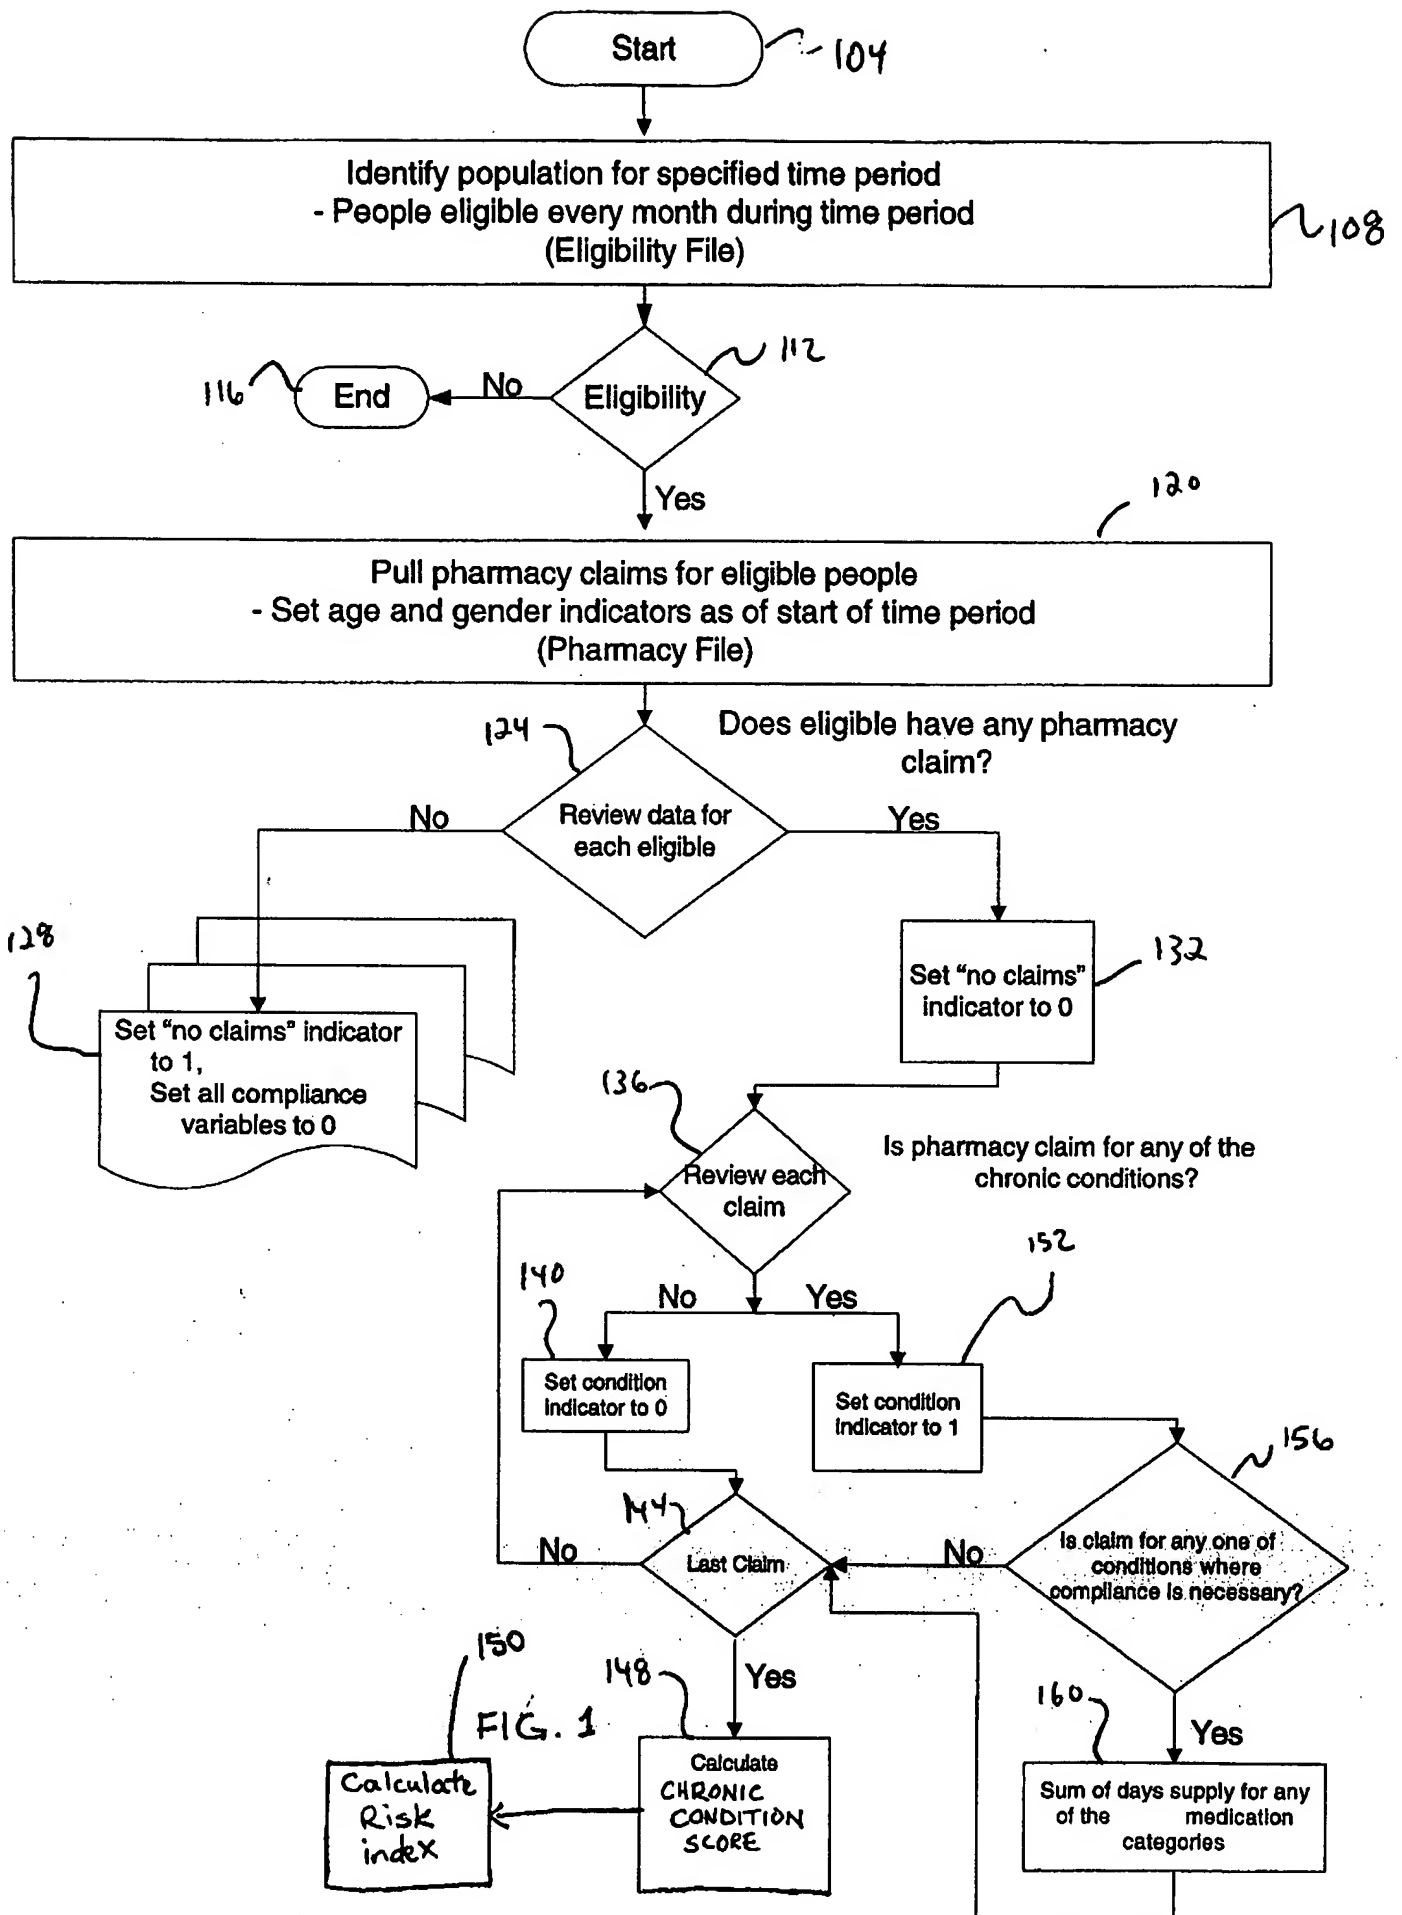 Start
104
Identify population for specified time period
- People eligible every month during time period
(Eligibility File)
108
112
116
End
No
Eligibility
Yes
120
Pull pharmacy claims for eligible people
- Set age and gender indicators as of start of time period
(Pharmacy File)
124
Does eligible have any pharmacy
claim?
No
Review data for
each eligible
Yes
128
Set "no claims" indicator
to 1,
Set all compliance
variables to 0
Set "no claims"
indicator to 0
132
136
Review each
claim
Is pharmacy claim for any of the
chronic conditions?
140
No
Yes
152
Set condition
indicator to 0
Set condition
indicator to 1
156
144
No
Last Claim
No
Is claim for any one of
conditions where
compliance is necessary?
150
148
Yes
160
Yes
FIG. 1
Calculate
Risk
index
Calculate
CHRONIC
CONDITION
SCORE
Sum of days supply for any
of the medication
categories